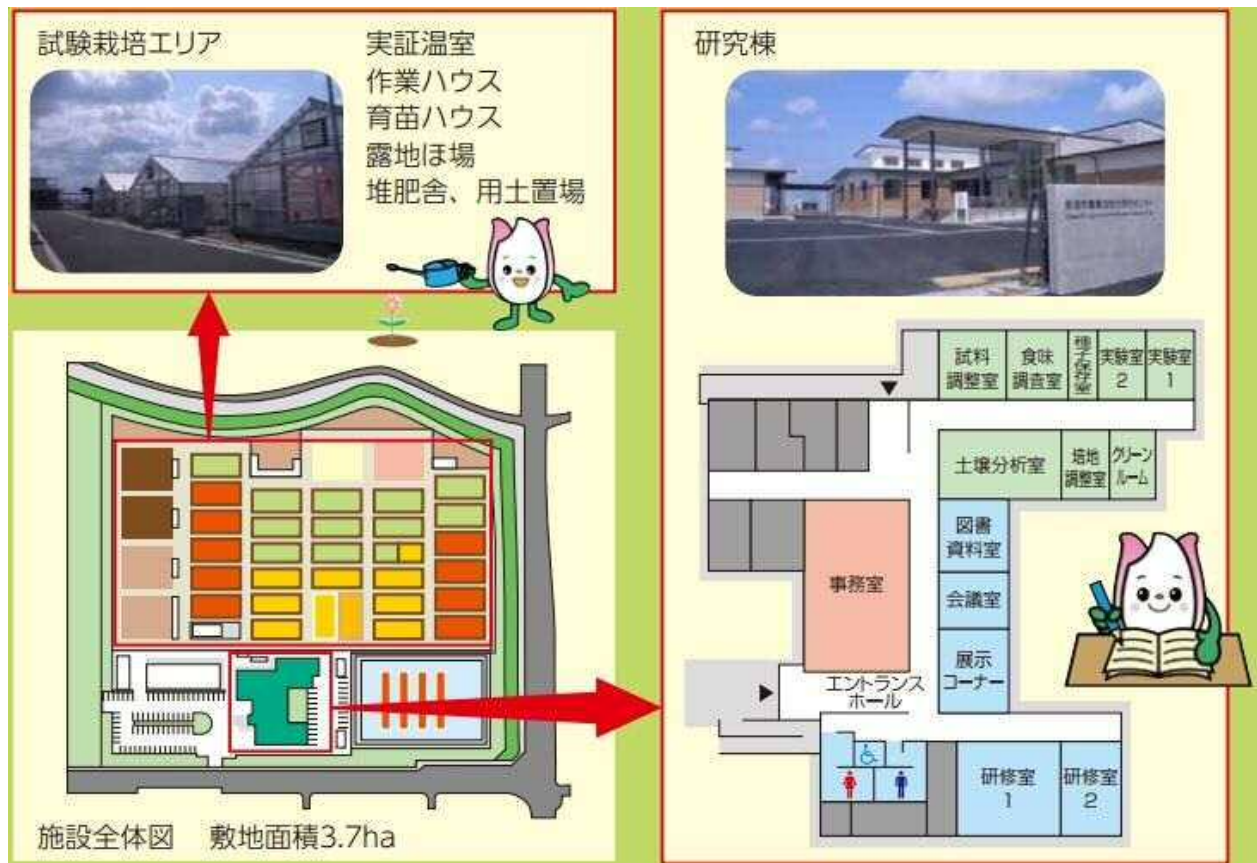 試験栽培エリア
実証温室
作業ハウス
育苗ハウス
露地ほ場
堆肥舎、用土置場
施設全体図　敷地面積3.7ha
研究棟
試料
調整室
食味
調査室
種子保存室
実験室
2
実験室
1
土壌分析室
培地
調整室
クリーン
ルーム
図書
資料室
事務室
会議室
展示
コーナー
エントランス
ホール
研修室
1
研修室
2